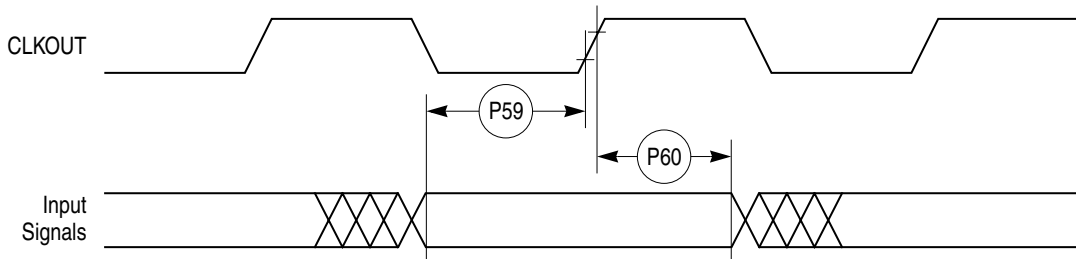 CLKOUT
P59
P60
Input
Signals